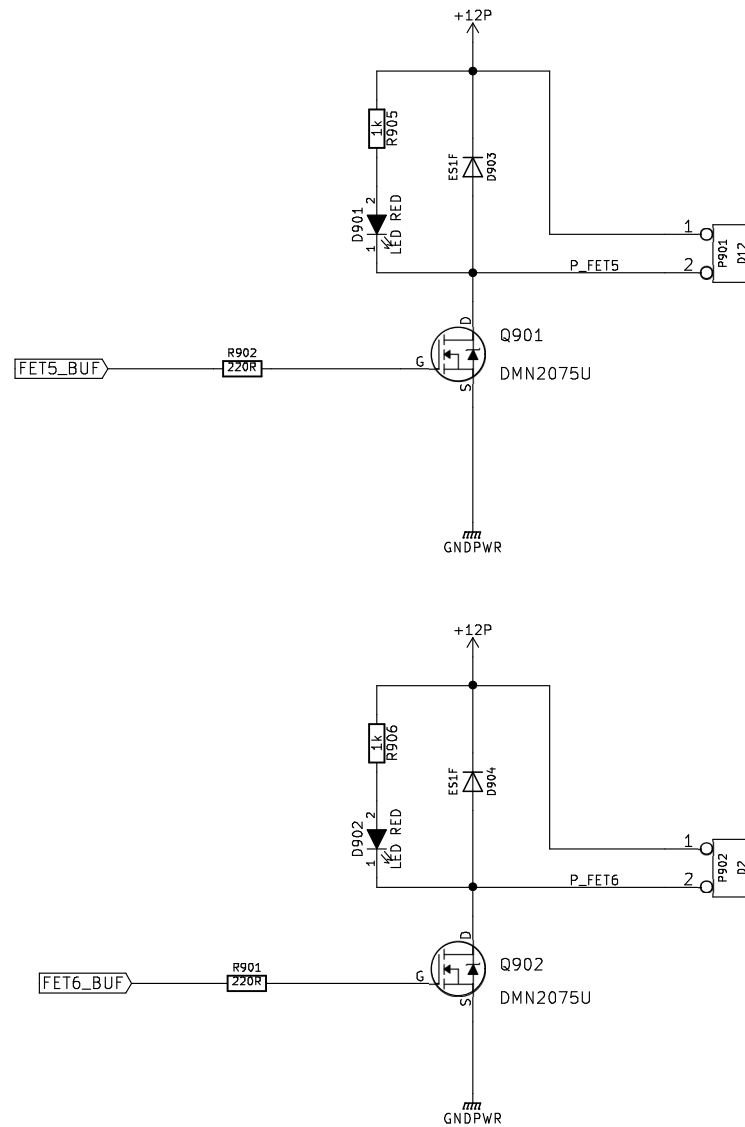 +12P
1k
R905
ES1F
D903
2
D901
LED RED
1
1
2
P901
D12
P_FET5
D
Q901
G
S
DMN2075U
FET5_BUF
R902
220R
GNDPWR
+12P
1k
R906
ES1F
D904
2
D902
LED RED
1
1
2
P902
D2
P_FET6
D
Q902
G
S
DMN2075U
FET6_BUF
R901
220R
GNDPWR